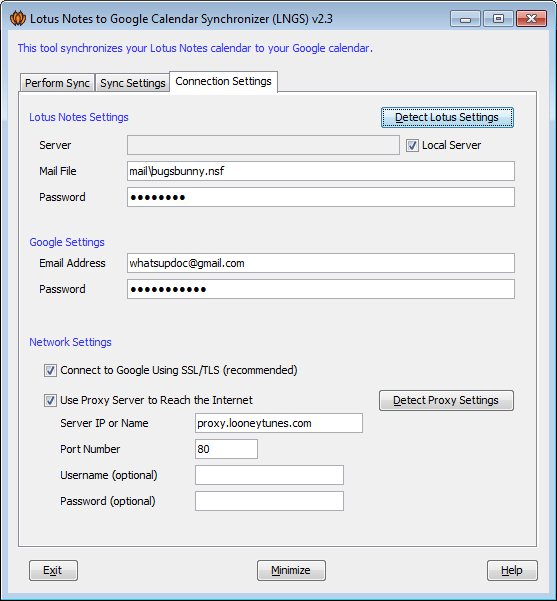 Lotus Notes to Google Calendar Synchronizer (LNGS) v2.3
This tool synchronizes your Lotus Notes calendar to your Google calendar.
Perform Sync Sync Settings Connection Settings
Lotus Notes Settings Detect Lotus Settings
Server Local Server
Mail File mail\bugsbunny.nsf
Password ●●●●●●●●
Google Settings
Email Address whatsupdoc@gmail.com
Password ●●●●●●●●●●●
Network Settings
Connect to Google Using SSL/TLS (recommended)
Use Proxy Server to Reach the Internet Detect Proxy Settings
Server IP or Name proxy.looneytunes.com
Port Number 80
Username (optional)
Password (optional)
Exit Minimize Help